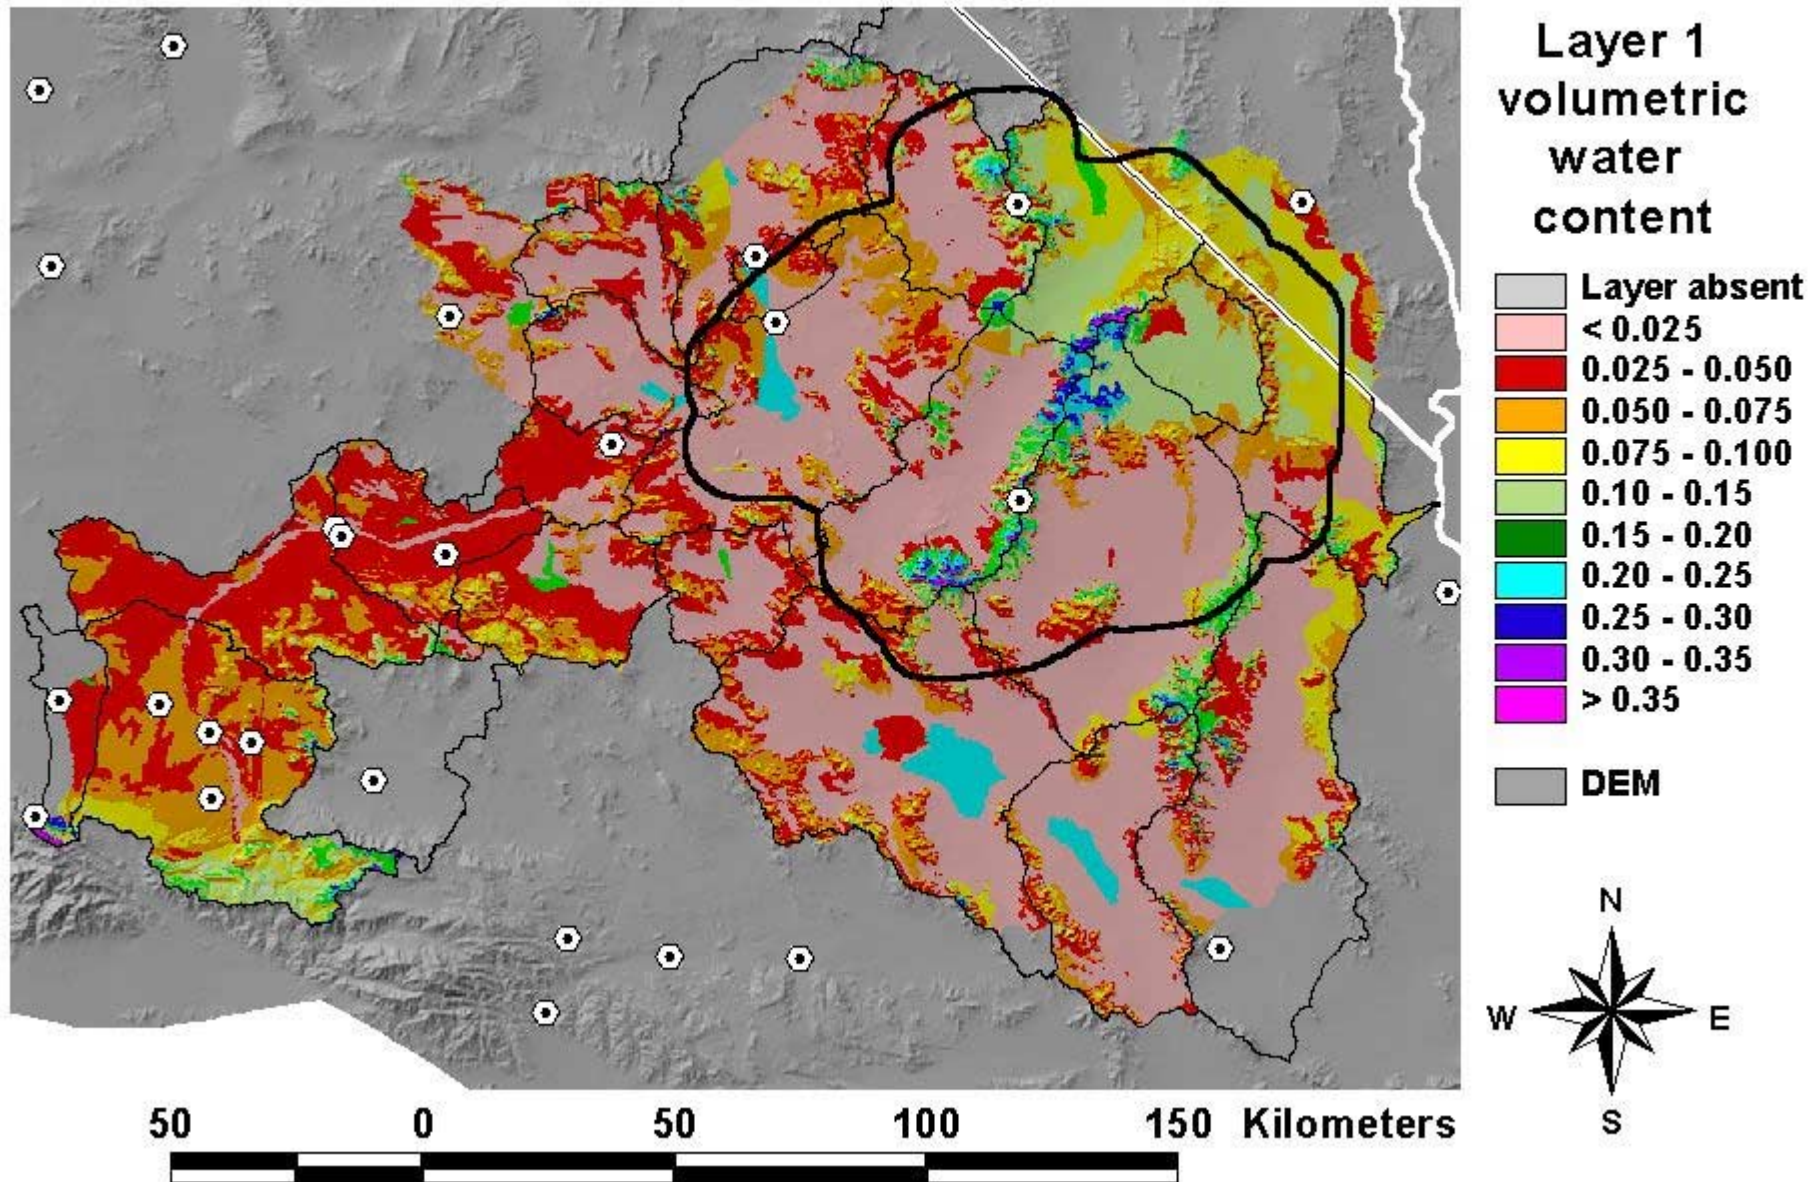 Layer 1
volumetric
water
content
Layer absent
< 0.025
0.025 - 0.050
0.050 - 0.075
0.075 - 0.100
0.10 - 0.15
0.15 - 0.20
0.20 - 0.25
0.25 - 0.30
0.30 - 0.35
> 0.35
DEM
N
W E
S
50 0 50 100 150 Kilometers